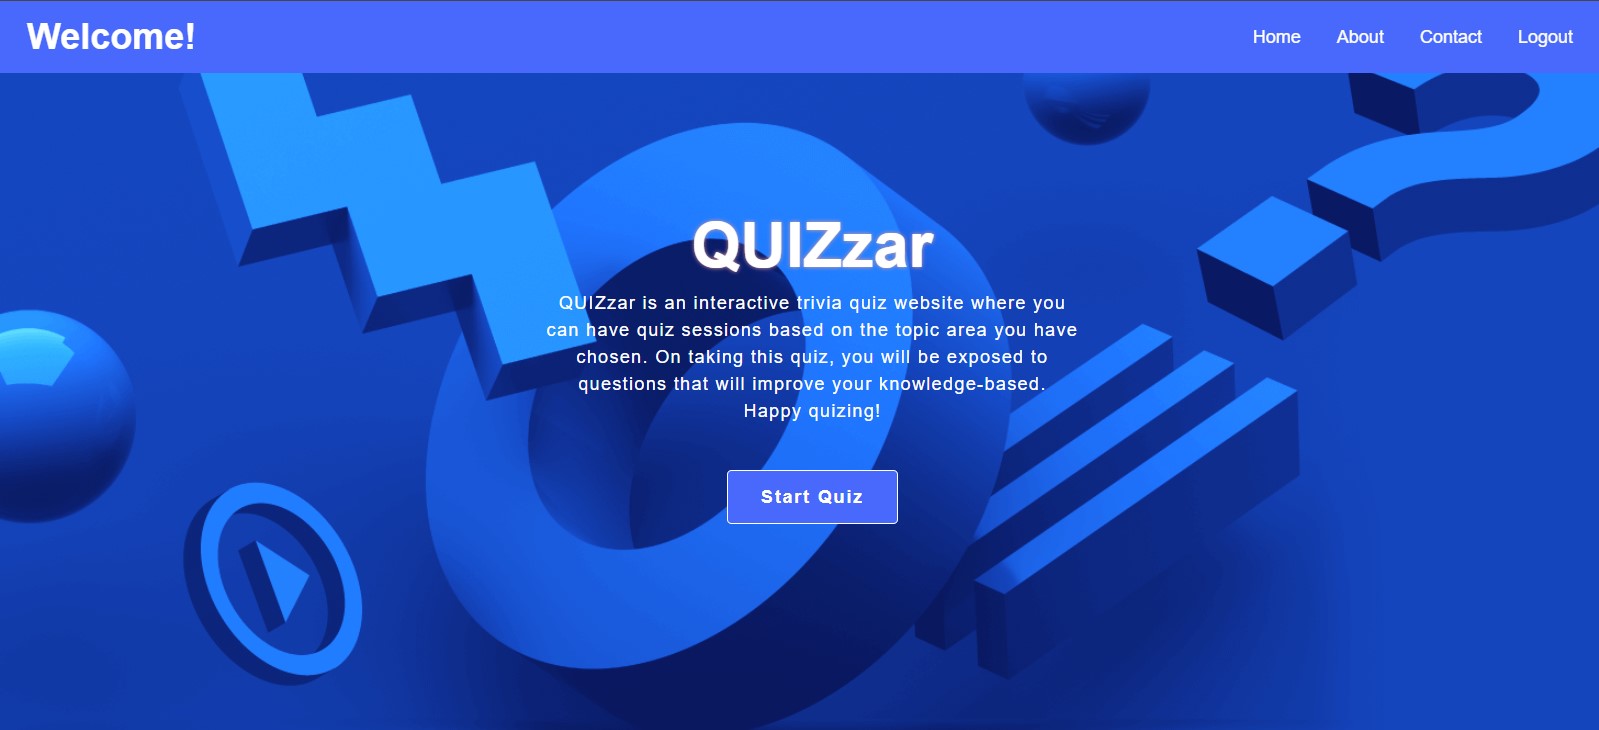 Welcome!
Home About Contact Logout
QUIZzar
QUIZzar is an interactive trivia quiz website where you
can have quiz sessions based on the topic area you have
chosen. On taking this quiz, you will be exposed to
questions that will improve your knowledge-based.
Happy quizing!
Start Quiz